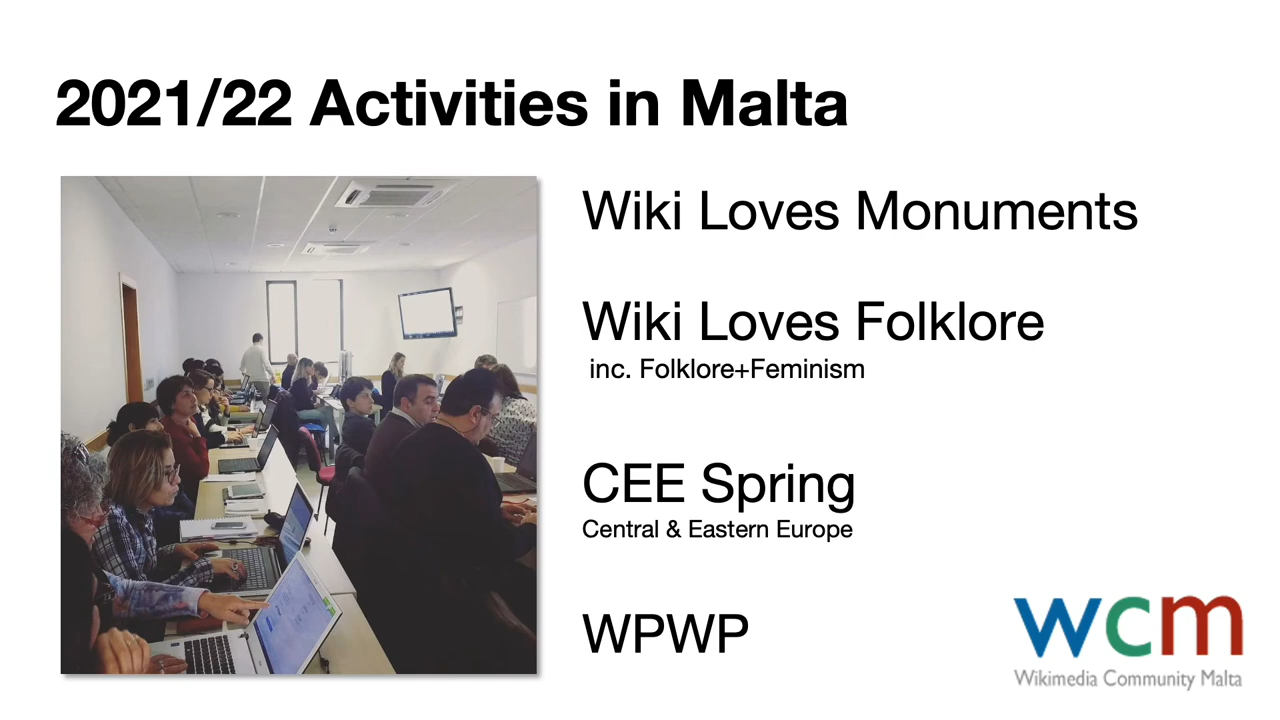 2021/22 Activities in Malta
Wiki Loves Monuments
Wiki Loves Folklore
inc. Folklore+Feminism
CEE Spring
Central & Eastern Europe
WPWP
wcm
Wikimedia Community Malta